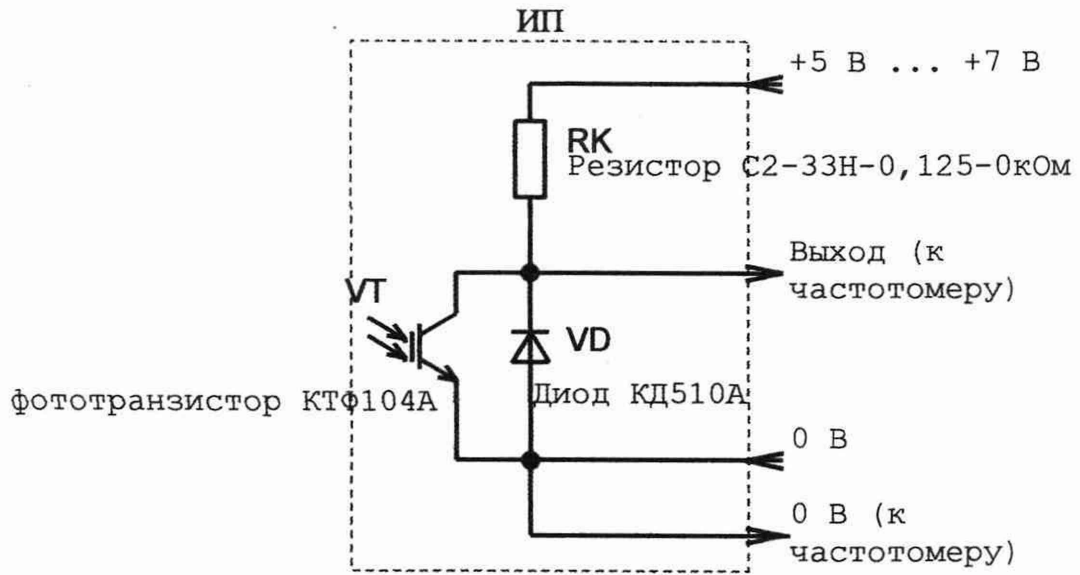 ИП
+5 В ... +7 В
RK
Резистор С2-33Н-0,125-0кОм
Выход (к
частотомеру)
VT
VD
фототранзистор КТФ104А
Диод КД510А
0 В
0 В (к
частотомеру)